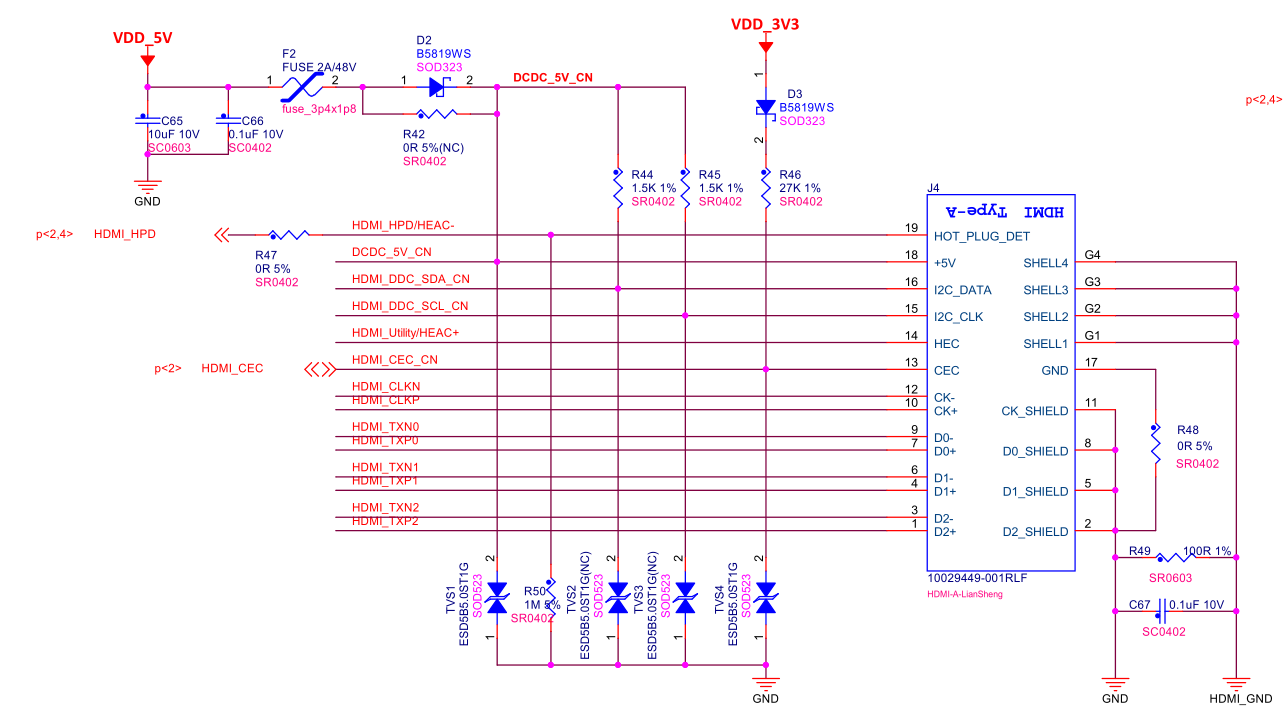 VDD_5V
VDD_3V3
F2
FUSE 2A/48V
1
2
fuse_3p4x1p8
D2
B5819WS
SOD323
1
2
DCDC_5V_CN
R42
0R 5%(NC)
SR0402
C65
10uF 10V
SC0603
C66
0.1uF 10V
SC0402
GND
1
D3
B5819WS
SOD323
2
p<2,4>
R44
1.5K 1%
SR0402
R45
1.5K 1%
SR0402
R46
27K 1%
SR0402
p<2,4>
HDMI_HPD
R47
0R 5%
SR0402
p<2>
HDMI_CEC
HDMI_HPD/HEAC-
DCDC_5V_CN
HDMI_DDC_SDA_CN
HDMI_DDC_SCL_CN
HDMI_Utility/HEAC+
HDMI_CEC_CN
HDMI_CLKN
HDMI_CLKP
HDMI_TXN0
HDMI_TXP0
HDMI_TXN1
HDMI_TXP1
HDMI_TXN2
HDMI_TXP2
J4
HDMI Type-A
19 HOT_PLUG_DET
18 +5V
16 I2C_DATA
15 I2C_CLK
14 HEC
13 CEC
12 CK-
10 CK+
9 D0-
7 D0+
6 D1-
4 D1+
3 D2-
1 D2+
SHELL4 G4
SHELL3 G3
SHELL2 G2
SHELL1 G1
GND 17
CK_SHIELD 11
D0_SHIELD 8
D1_SHIELD 5
D2_SHIELD 2
10029449-001RLF
HDMI-A-LianSheng
R48
0R 5%
SR0402
R49
100R 1%
SR0603
C67
0.1uF 10V
SC0402
TVS1
ESD5B5.0ST1G
SOD523
2
1
R50
1M 5%
SR0402
TVS2
ESD5B5.0ST1G(NC)
SOD523
2
1
TVS3
ESD5B5.0ST1G(NC)
SOD523
2
1
TVS4
ESD5B5.0ST1G
SOD523
2
1
GND
GND
HDMI_GND